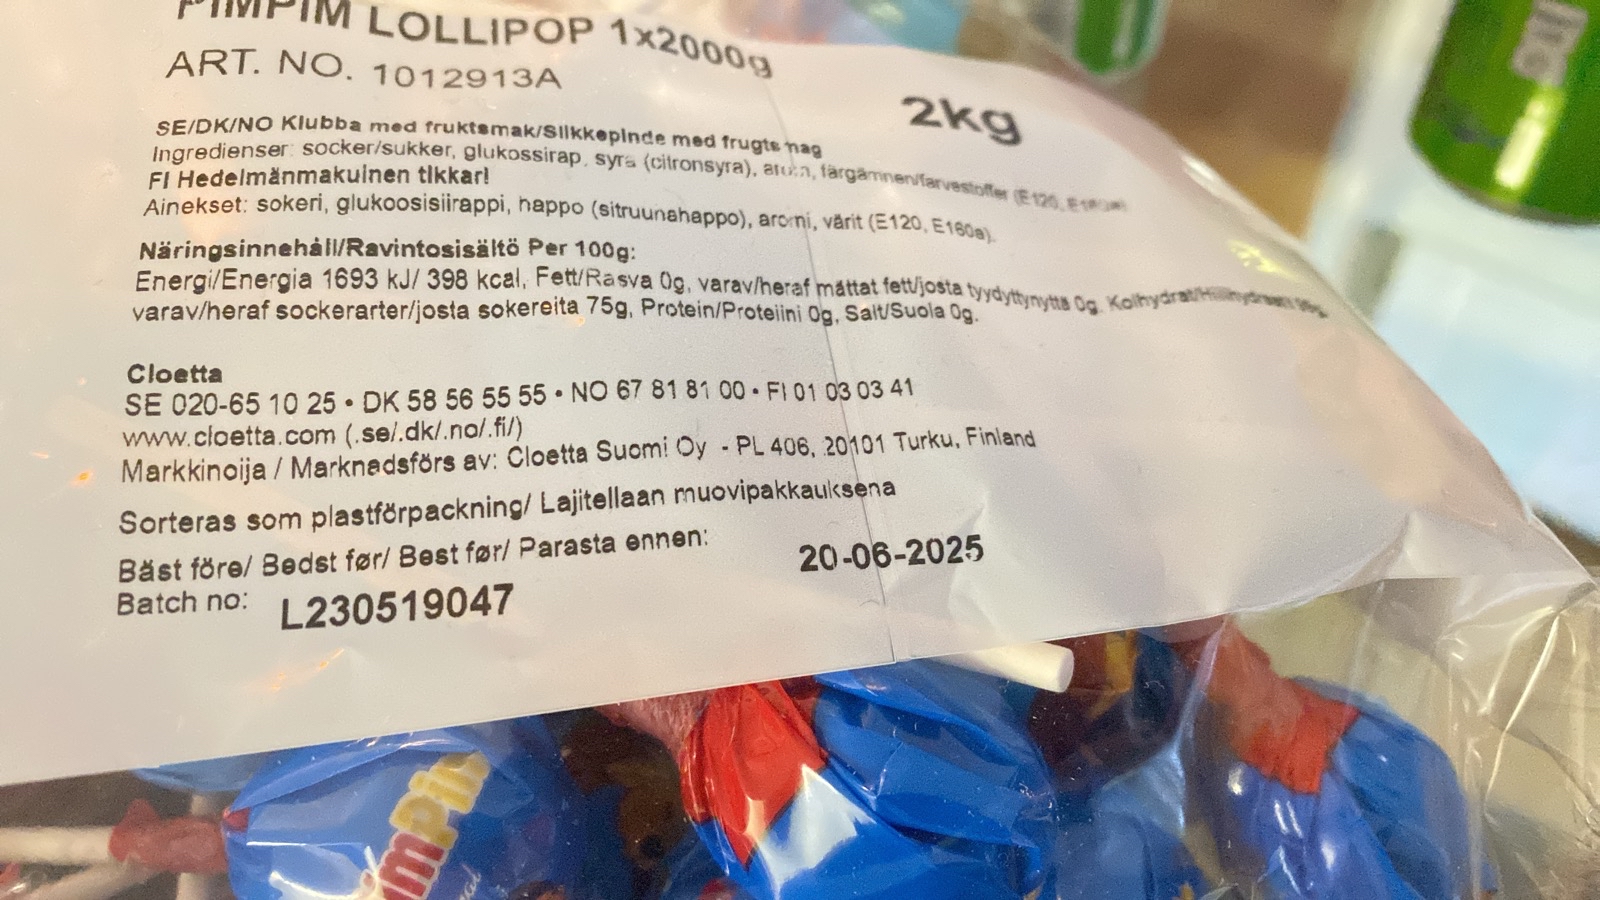 PIMPIM LOLLIPOP 1x2000g
ART. NO. 1012913A
2kg
SE/DK/NO Klubba med fruktsmak/Slikkepinde med frugtsmag
Ingredienser: socker/sukker, glukossirap, syra (citronsyra), arom, färgämnen/farvestoffer (E120, E160a)
FI Hedelmänmakuinen tikkari
Ainekset: sokeri, glukoosisiirappi, happo (sitruunahappo), aromi, värit (E120, E160a).
Näringsinnehåll/Ravintosisältö Per 100g:
Energi/Energia 1693 kJ/ 398 kcal, Fett/Rasva 0g, varav/heraf mättat fett/josta tyydyttynyttä 0g, Kolhydrat/Hiilihydraatti
varav/heraf sockerarter/josta sokereita 75g, Protein/Proteiini 0g, Salt/Suola 0g.
Cloetta
SE 020-65 10 25 • DK 58 56 55 55 • NO 67 81 81 00 • FI 01 03 03 41
www.cloetta.com (.se/.dk/.no/.fi/)
Markkinoija / Marknadsförs av: Cloetta Suomi Oy - PL 406, 20101 Turku, Finland
Sorteras som plastförpackning/ Lajitellaan muovipakkauksena
Bäst före/ Bedst før/ Best før/ Parasta ennen: 20-06-2025
Batch no: L230519047
PimPim